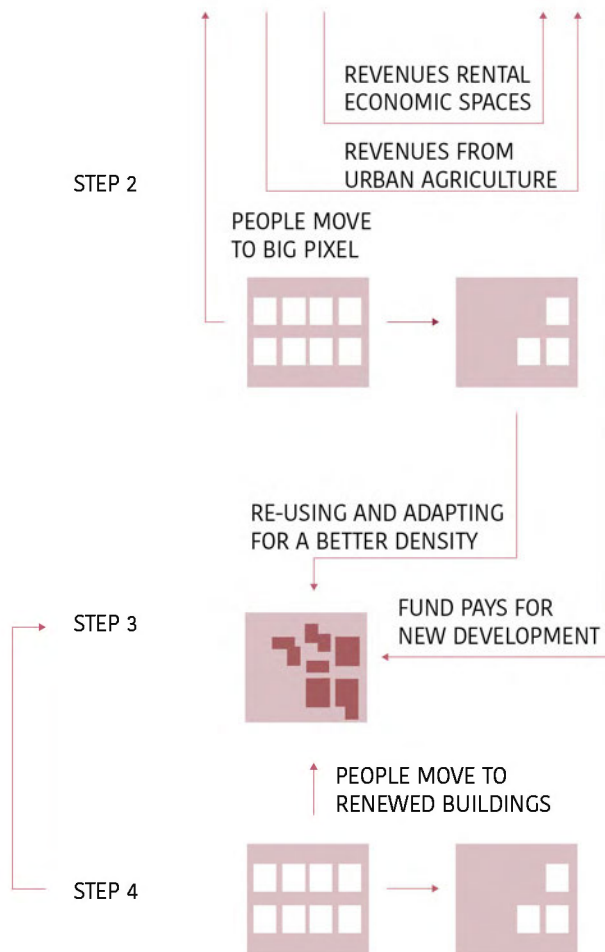 REVENUES RENTAL
ECONOMIC SPACES
REVENUES FROM
URBAN AGRICULTURE
STEP 2
PEOPLE MOVE
TO BIG PIXEL
RE-USING AND ADAPTING
FOR A BETTER DENSITY
STEP 3
FUND PAYS FOR
NEW DEVELOPMENT
PEOPLE MOVE TO
RENEWED BUILDINGS
STEP 4